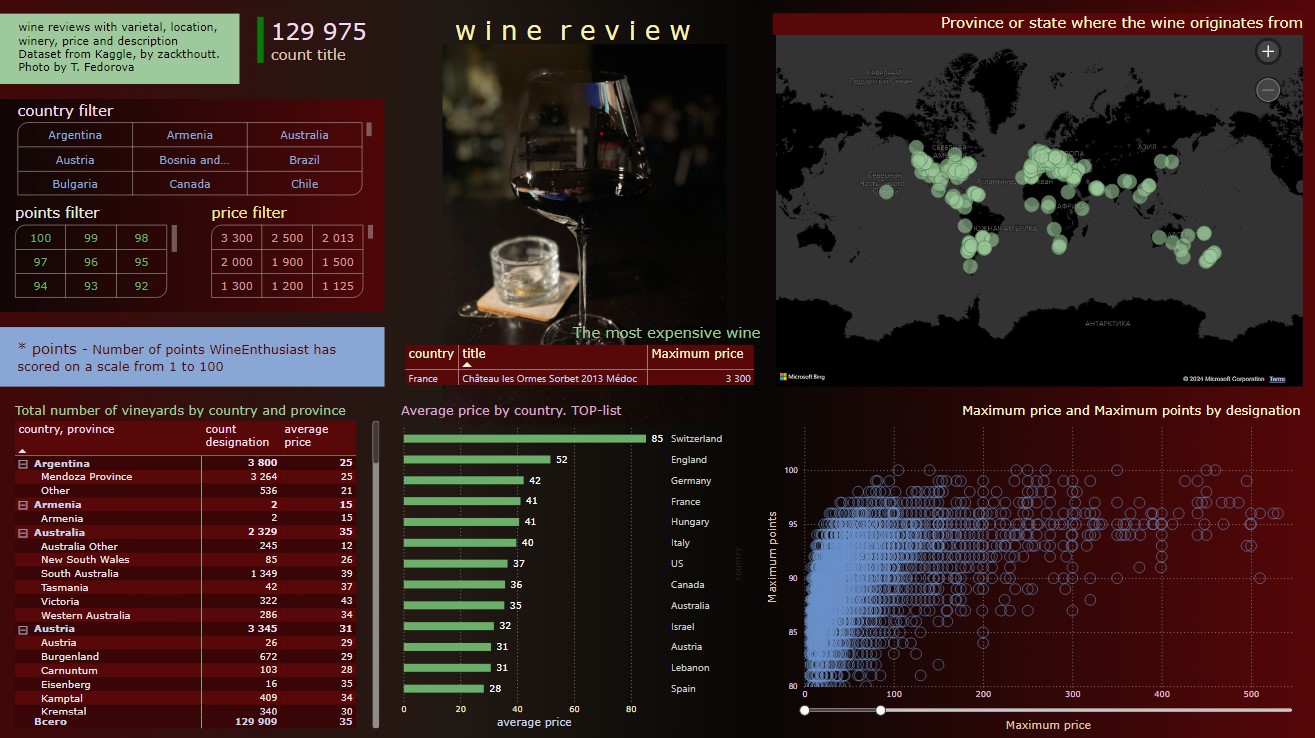 wine reviews with varietal, location,
winery, price and description
Dataset from Kaggle, by zackthoutt.
Photo by T. Fedorova
129 975
count title
wine review
Province or state where the wine originates from
country filter
Argentina Armenia Australia
Austria Bosnia and... Brazil
Bulgaria Canada Chile
points filter
100 99 98
97 96 95
94 93 92
price filter
3 300 2 500 2 013
2 000 1 900 1 500
1 300 1 200 1 125
* points - Number of points WineEnthusiast has
scored on a scale from 1 to 100
The most expensive wine
country title Maximum price
France Château les Ormes Sorbet 2013 Médoc 3 300
+
−
АЗИЯ
ЮЖНАЯ АМЕРИКА
АНТАРКТИКА
Microsoft Bing
© 2024 Microsoft Corporation Terms
Total number of vineyards by country and province
country, province count designation average price
Argentina 3 800 25
Mendoza Province 3 264 25
Other 536 21
Armenia 2 15
Armenia 2 15
Australia 2 329 35
Australia Other 245 12
New South Wales 85 26
South Australia 1 349 39
Tasmania 42 37
Victoria 322 43
Western Australia 286 34
Austria 3 345 31
Austria 26 29
Burgenland 672 29
Carnuntum 103 28
Eisenberg 16 35
Kamptal 409 34
Kremstal 340 30
Всего 129 909 35
Average price by country. TOP-list
85 Switzerland
52 England
42 Germany
41 France
41 Hungary
40 Italy
37 US
36 Canada
35 Australia
32 Israel
31 Austria
31 Lebanon
28 Spain
0 20 40 60 80
average price
country
Maximum price and Maximum points by designation
Maximum points
100
95
90
85
80
0 100 200 300 400 500
Maximum price